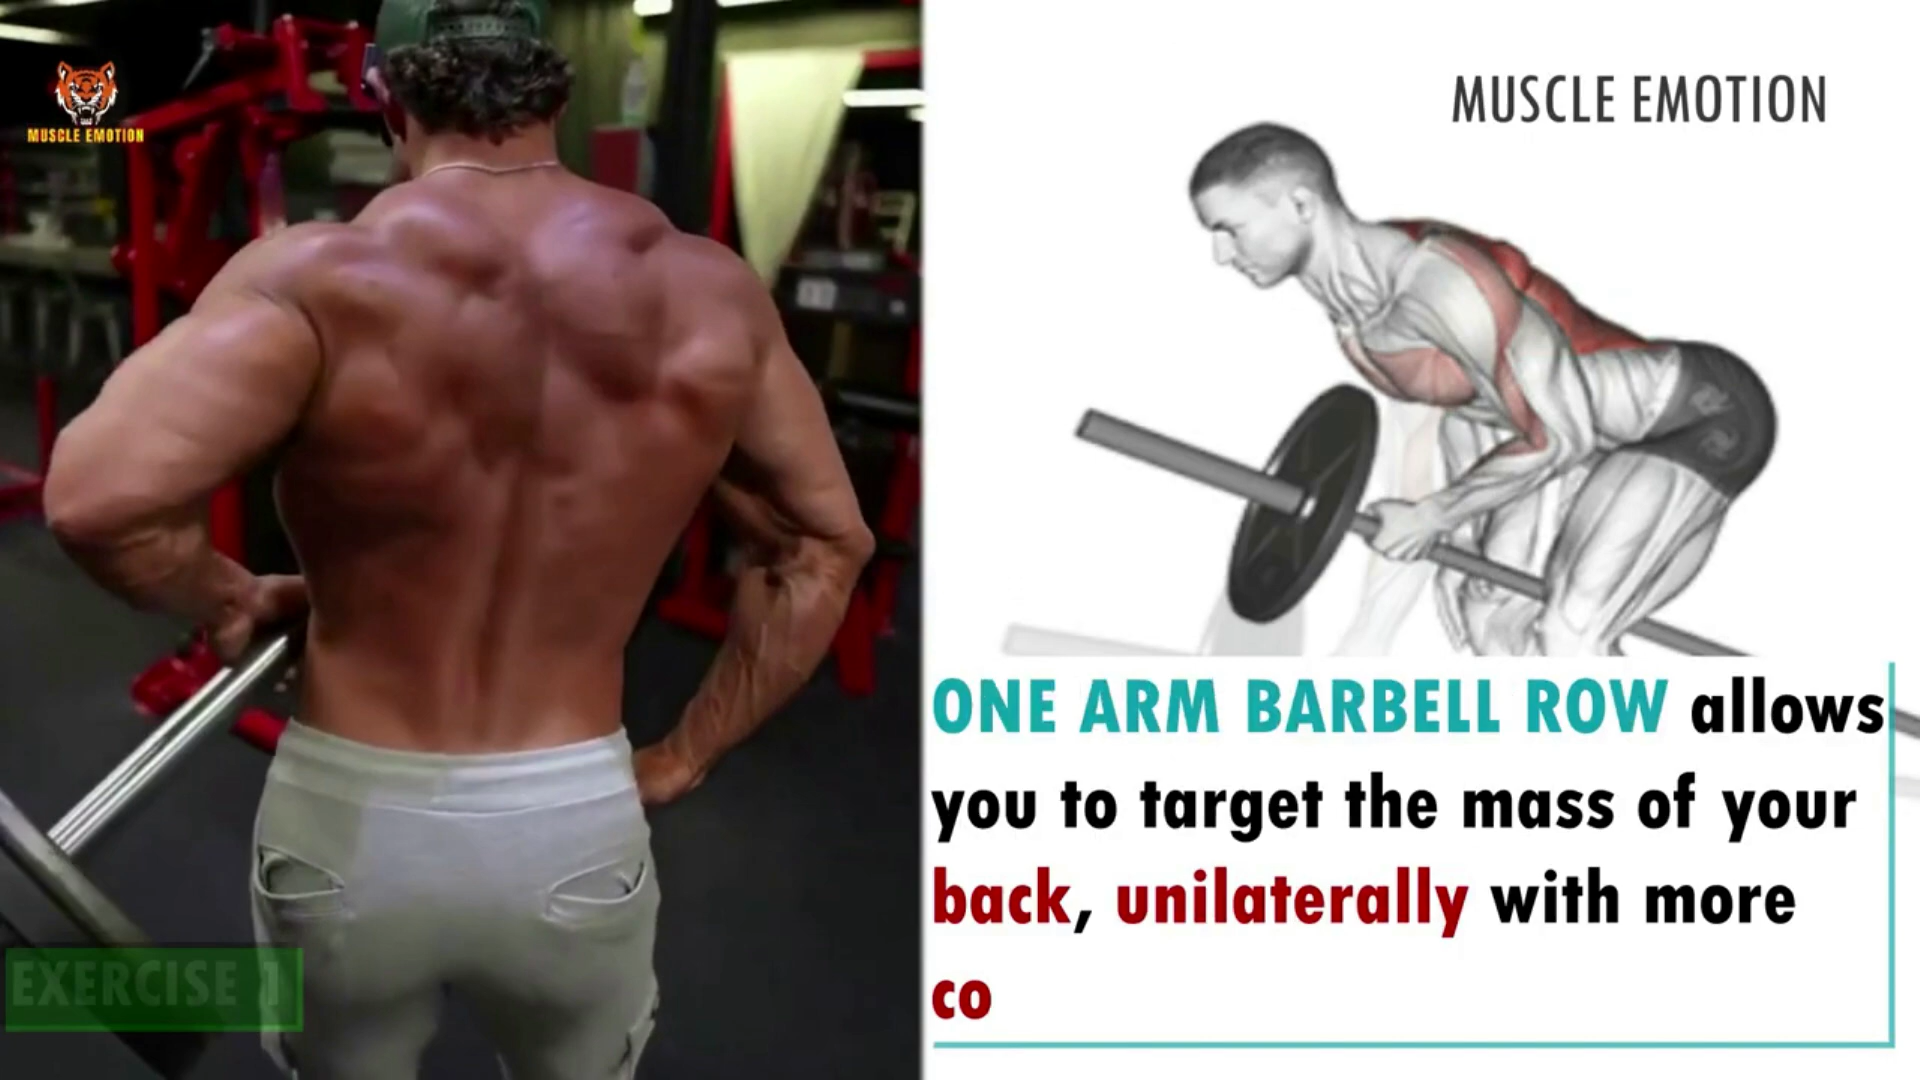 MUSCLE EMOTION
EXERCISE 1
MUSCLE EMOTION
ONE ARM BARBELL ROW allows
you to target the mass of your
back, unilaterally with more
co